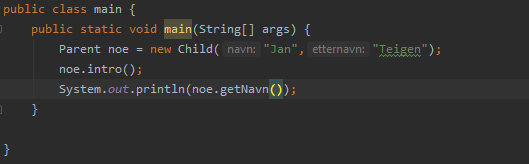 public class main {
public static void main(String[] args) {
Parent noe = new Child( navn: "Jan", etternavn: "Teigen");
noe.intro();
System.out.println(noe.getNavn());
}
}